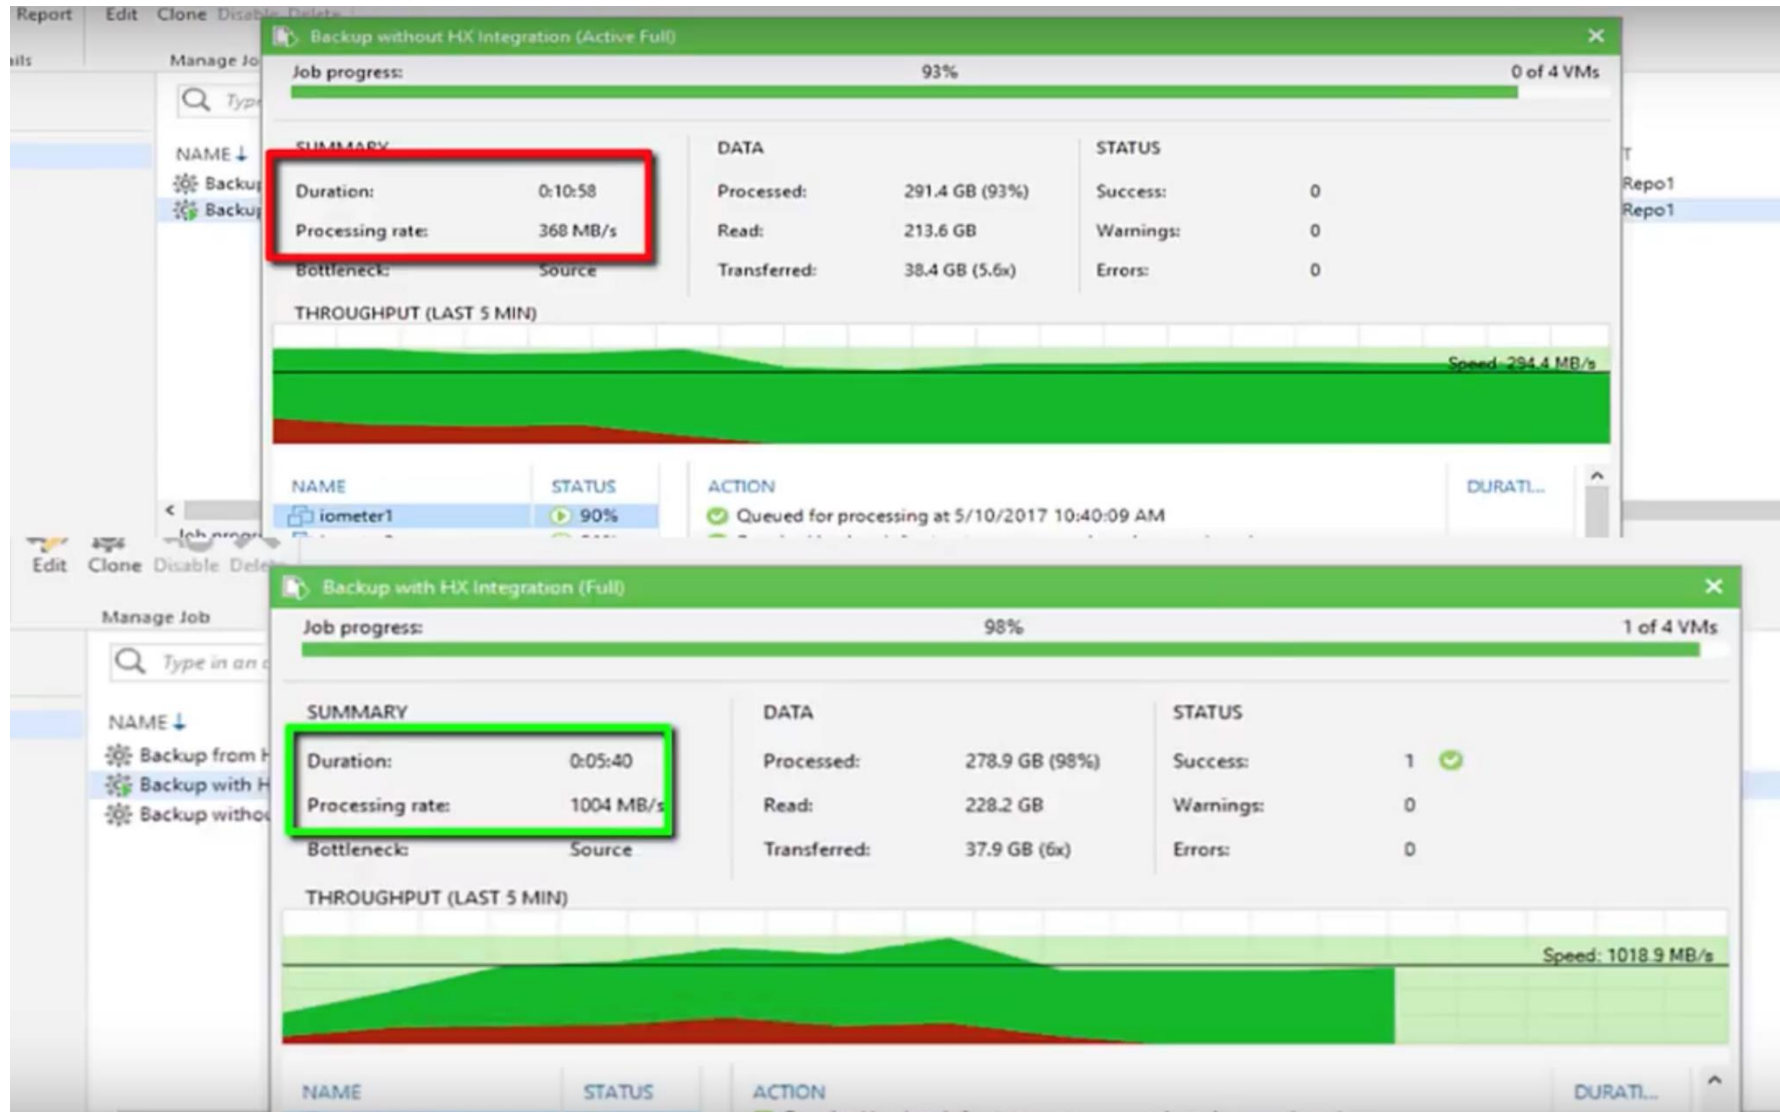 Report Edit Clone Disable Delete
ils Manage Jo
Backup without HX Integration (Active Full)
Job progress: 93% 0 of 4 VMs
Type
NAME
Backup
Backup
SUMMARY
Duration: 0:10:58
Processing rate: 368 MB/s
Bottleneck: Source
DATA
Processed: 291.4 GB (93%)
Read: 213.6 GB
Transferred: 38.4 GB (5.6x)
STATUS
Success: 0
Warnings: 0
Errors: 0
T
Repo1
Repo1
THROUGHPUT (LAST 5 MIN)
Speed: 294.4 MB/s
NAME STATUS ACTION DURATI...
iometer1 90% Queued for processing at 5/10/2017 10:40:09 AM
Job progr
Edit Clone Disable Delete
Manage Job
Backup with HX Integration (Full)
Job progress: 98% 1 of 4 VMs
Type in an o
NAME
Backup from H
Backup with H
Backup withou
SUMMARY
Duration: 0:05:40
Processing rate: 1004 MB/s
Bottleneck: Source
DATA
Processed: 278.9 GB (98%)
Read: 228.2 GB
Transferred: 37.9 GB (6x)
STATUS
Success: 1
Warnings: 0
Errors: 0
THROUGHPUT (LAST 5 MIN)
Speed: 1018.9 MB/s
NAME STATUS ACTION DURATI...